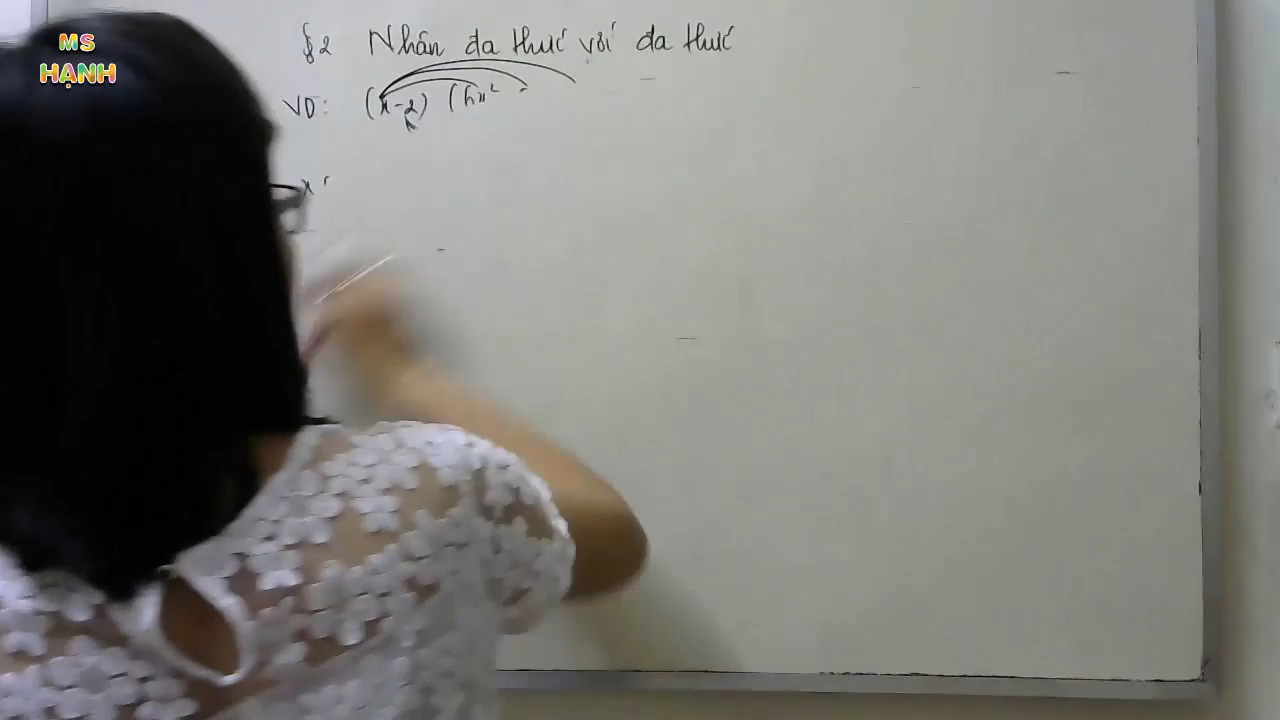 MS
HẠNH
§2 Nhân đa thức với đa thức
VD: (x-2) (